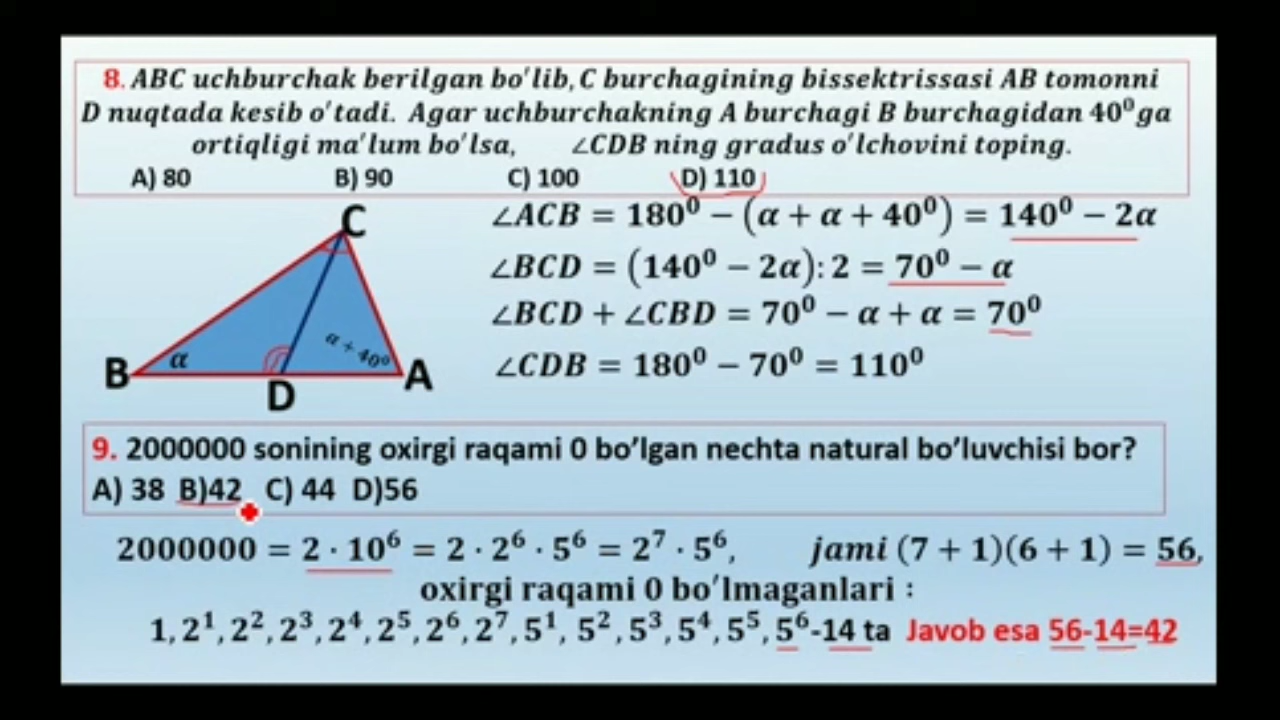 8. ABC uchburchak berilgan bo'lib, C burchagining bissektrissasi AB tomonni
D nuqtada kesib o'tadi. Agar uchburchakning A burchagi B burchagidan 40⁰ ga
ortiqligi ma'lum bo'lsa, ∠CDB ning gradus o'lchovini toping.
A) 80 B) 90 C) 100 D) 110
C
∠ACB = 180⁰ − (α + α + 40⁰) = 140⁰ − 2α
∠BCD = (140⁰ − 2α): 2 = 70⁰ − α
∠BCD + ∠CBD = 70⁰ − α + α = 70⁰
∠CDB = 180⁰ − 70⁰ = 110⁰
α + 40⁰
B α A
D
9. 2000000 sonining oxirgi raqami 0 bo’lgan nechta natural bo’luvchisi bor?
A) 38 B)42 C) 44 D)56
2000000 = 2 · 10⁶ = 2 · 2⁶ · 5⁶ = 2⁷ · 5⁶, jami (7 + 1)(6 + 1) = 56,
oxirgi raqami 0 bo'lmaganlari :
1, 2¹, 2², 2³, 2⁴, 2⁵, 2⁶, 2⁷, 5¹, 5², 5³, 5⁴, 5⁵, 5⁶-14 ta Javob esa 56-14=42